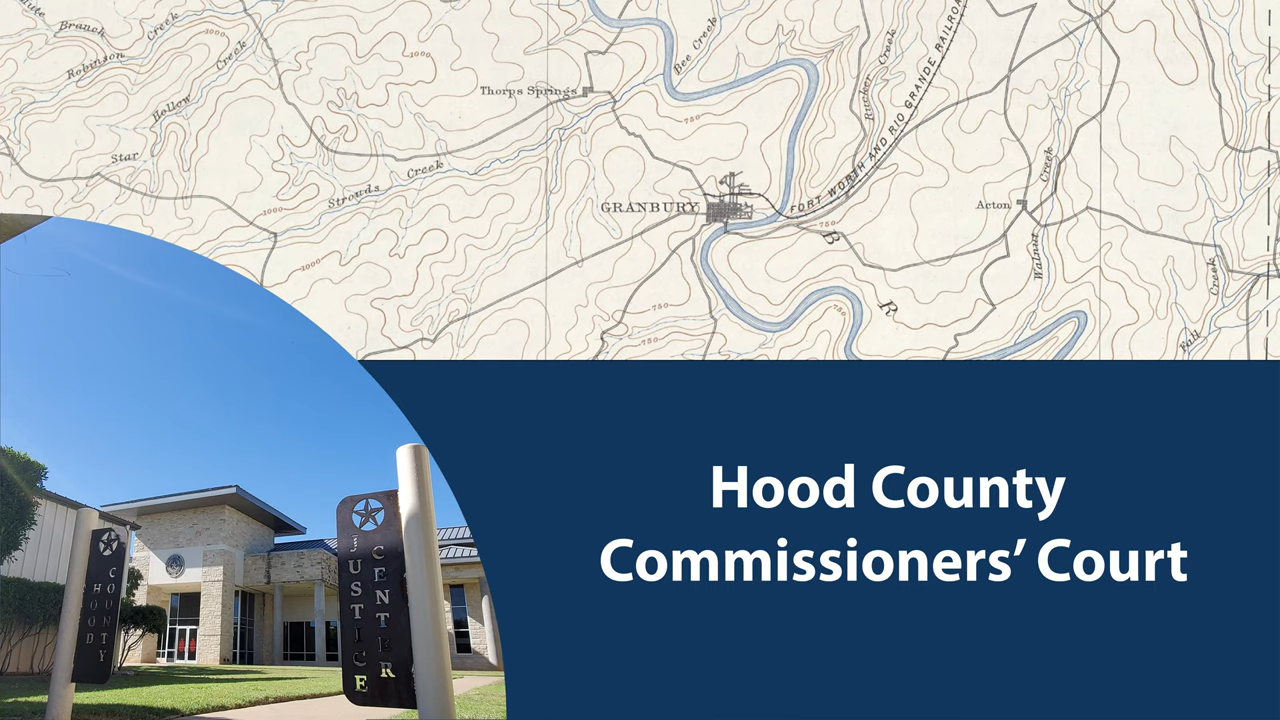 Branch
Creek
Robinson
Creek
1000
1000
Hollow
Star
Strouds Creek
1000
1000
Thorps Springs
Bee Creek
750
Rucker Creek
FORT WORTH AND RIO GRANDE RAILROA
GRANBURY
750
B
R
Acton
Walnut Creek
Creek
Fall
750
750
750
HOOD
COUNTY
JUSTICE
CENTER
Hood County
Commissioners’ Court